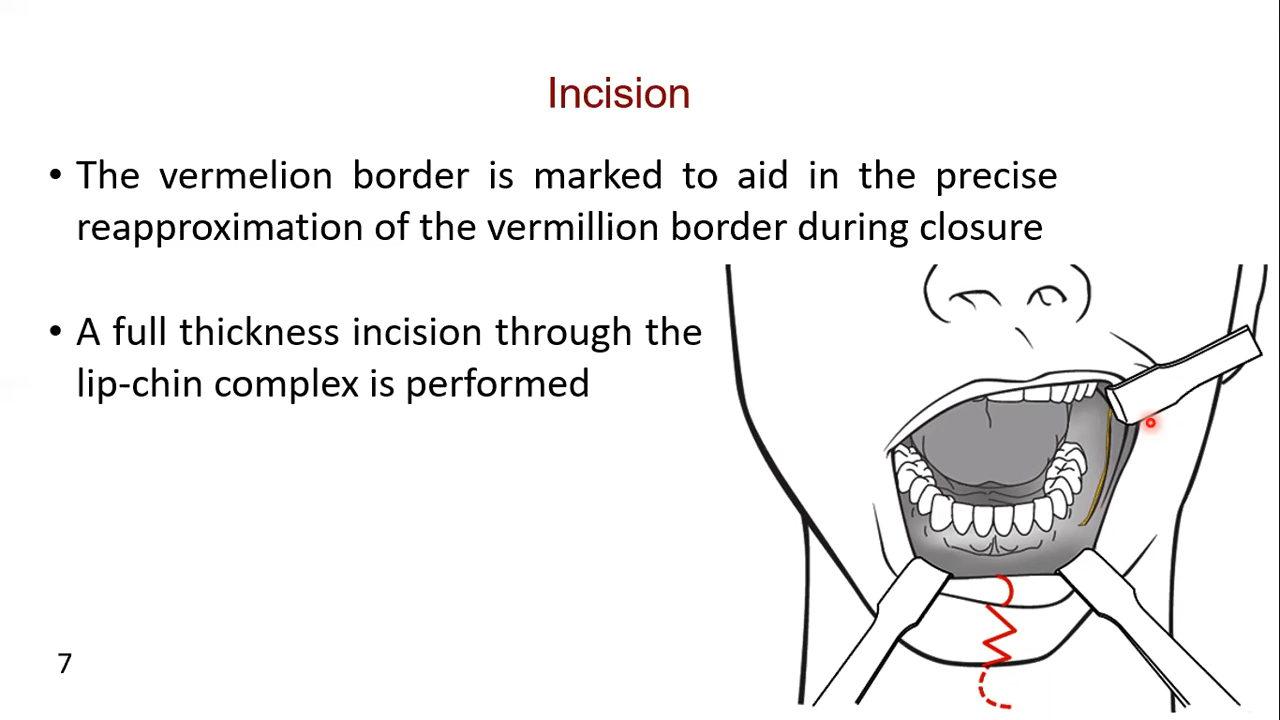 Incision
• The vermelion border is marked to aid in the precise
reapproximation of the vermillion border during closure
• A full thickness incision through the
lip-chin complex is performed
7